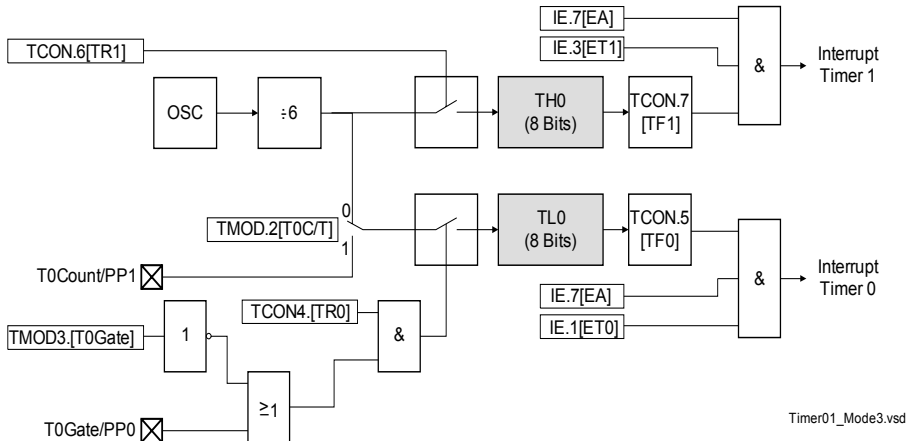 IE.7[EA]
TCON.6[TR1]
IE.3[ET1]
Interrupt
Timer 1
&
OSC
÷6
TH0
(8 Bits)
TCON.7
[TF1]
TMOD.2[T0C/T]
0
1
TL0
(8 Bits)
TCON.5
[TF0]
T0Count/PP1
&
Interrupt
Timer 0
IE.7[EA]
TCON4.[TR0]
IE.1[ET0]
TMOD3.[T0Gate]
1
&
≥1
T0Gate/PP0
Timer01_Mode3.vsd